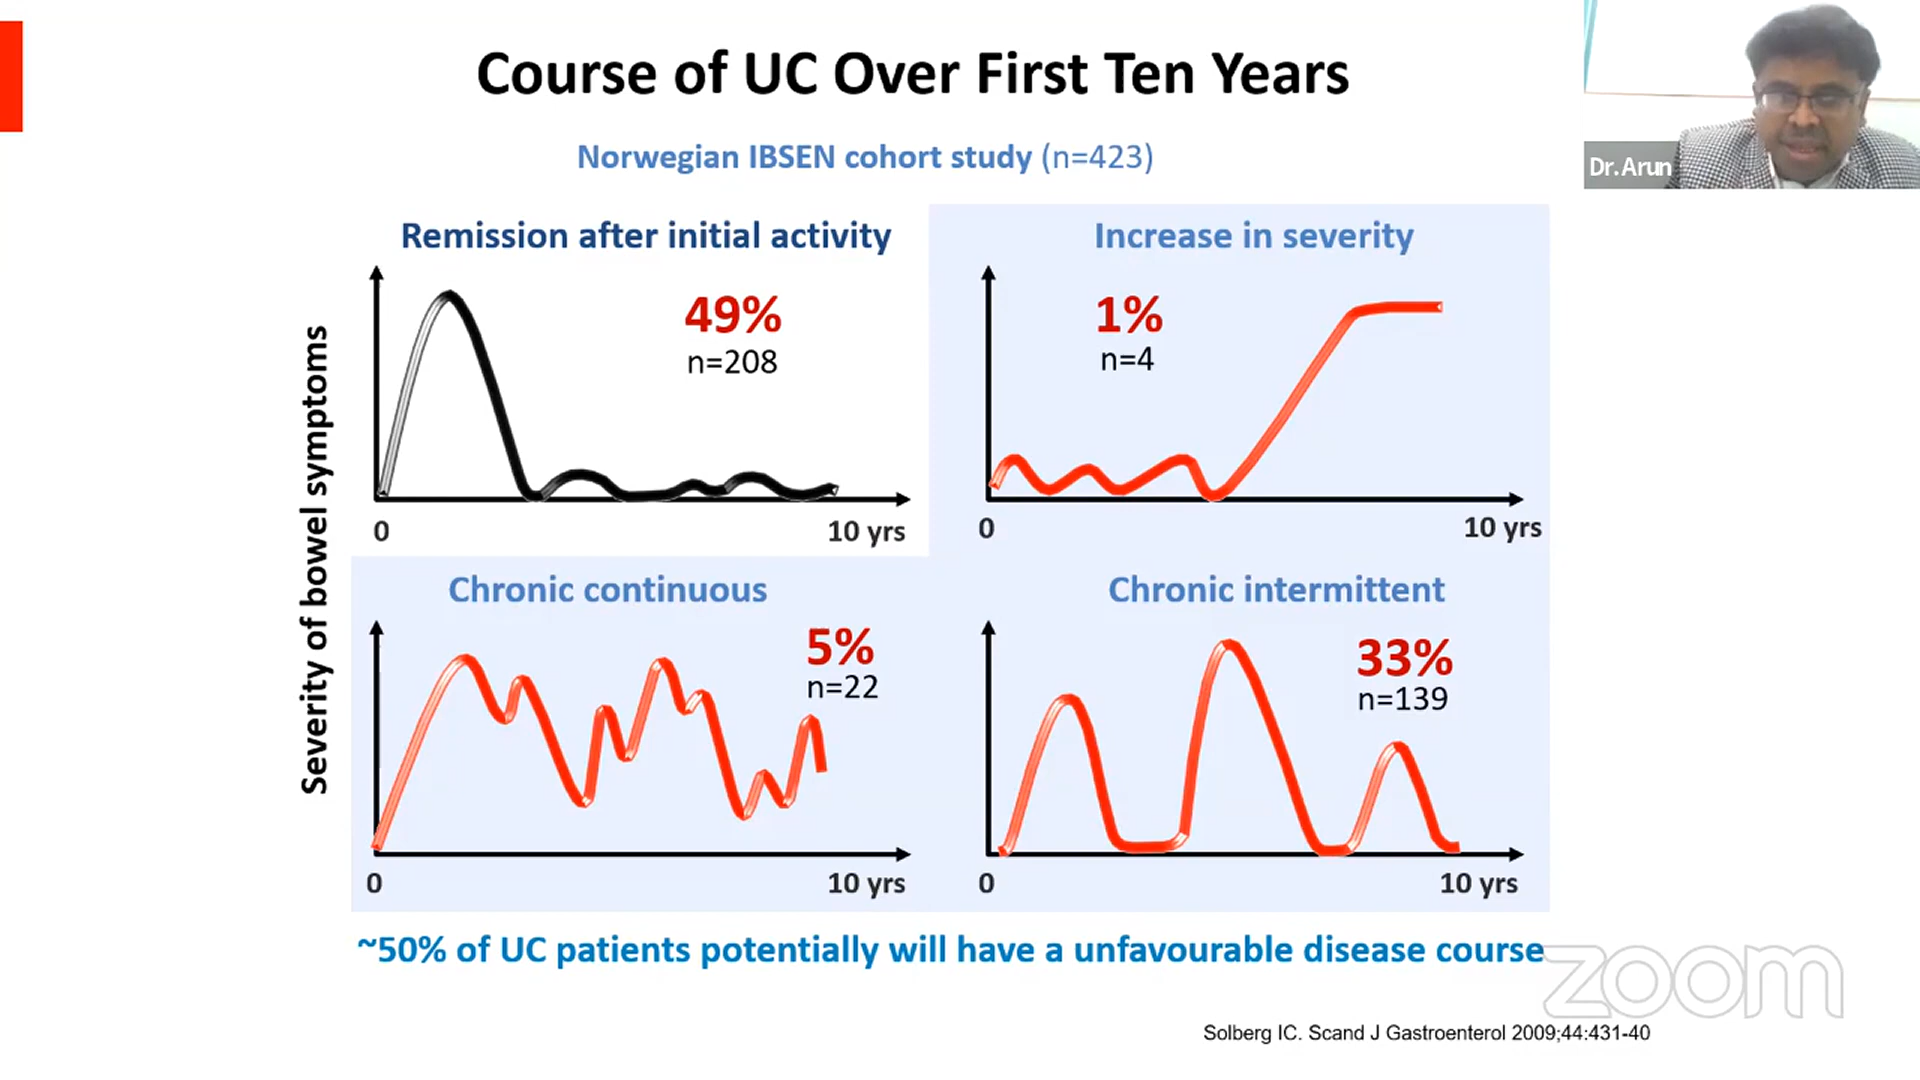 Course of UC Over First Ten Years
Norwegian IBSEN cohort study (n=423)
Dr.Arun
Severity of bowel symptoms
Remission after initial activity
49%
n=208
0
10 yrs
Increase in severity
1%
n=4
0
10 yrs
Chronic continuous
5%
n=22
0
10 yrs
Chronic intermittent
33%
n=139
0
10 yrs
~50% of UC patients potentially will have a unfavourable disease course
zoom
Solberg IC. Scand J Gastroenterol 2009;44:431-40